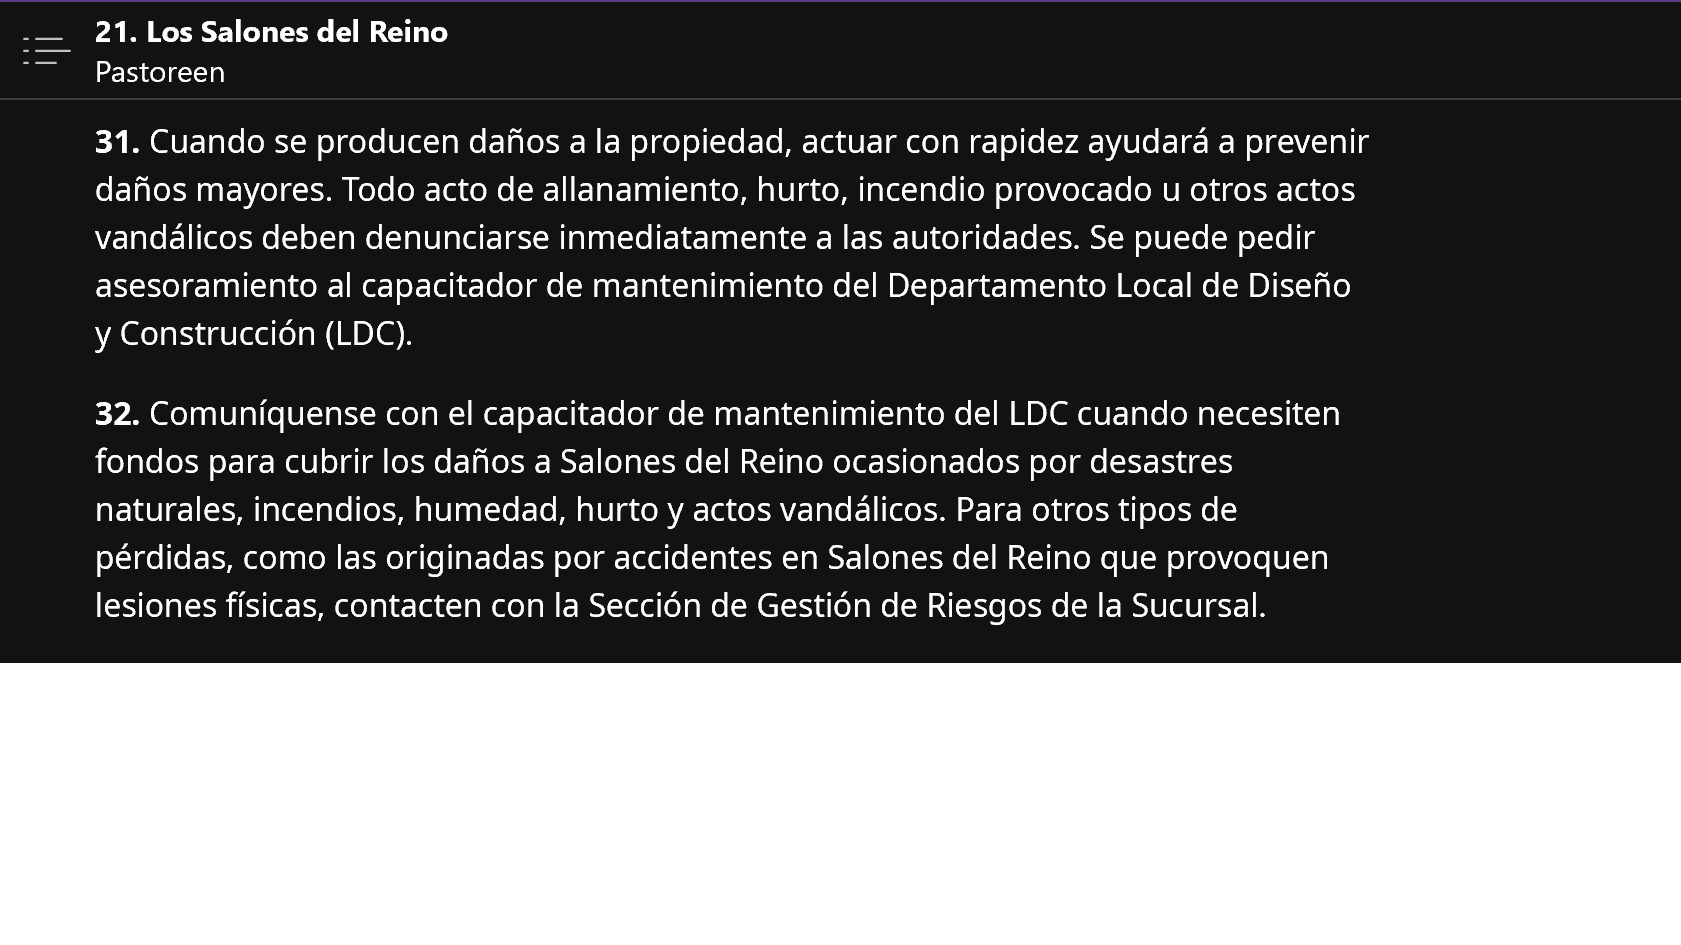 21. Los Salones del Reino
Pastoreen
31. Cuando se producen daños a la propiedad, actuar con rapidez ayudará a prevenir
daños mayores. Todo acto de allanamiento, hurto, incendio provocado u otros actos
vandálicos deben denunciarse inmediatamente a las autoridades. Se puede pedir
asesoramiento al capacitador de mantenimiento del Departamento Local de Diseño
y Construcción (LDC).
32. Comuníquense con el capacitador de mantenimiento del LDC cuando necesiten
fondos para cubrir los daños a Salones del Reino ocasionados por desastres
naturales, incendios, humedad, hurto y actos vandálicos. Para otros tipos de
pérdidas, como las originadas por accidentes en Salones del Reino que provoquen
lesiones físicas, contacten con la Sección de Gestión de Riesgos de la Sucursal.